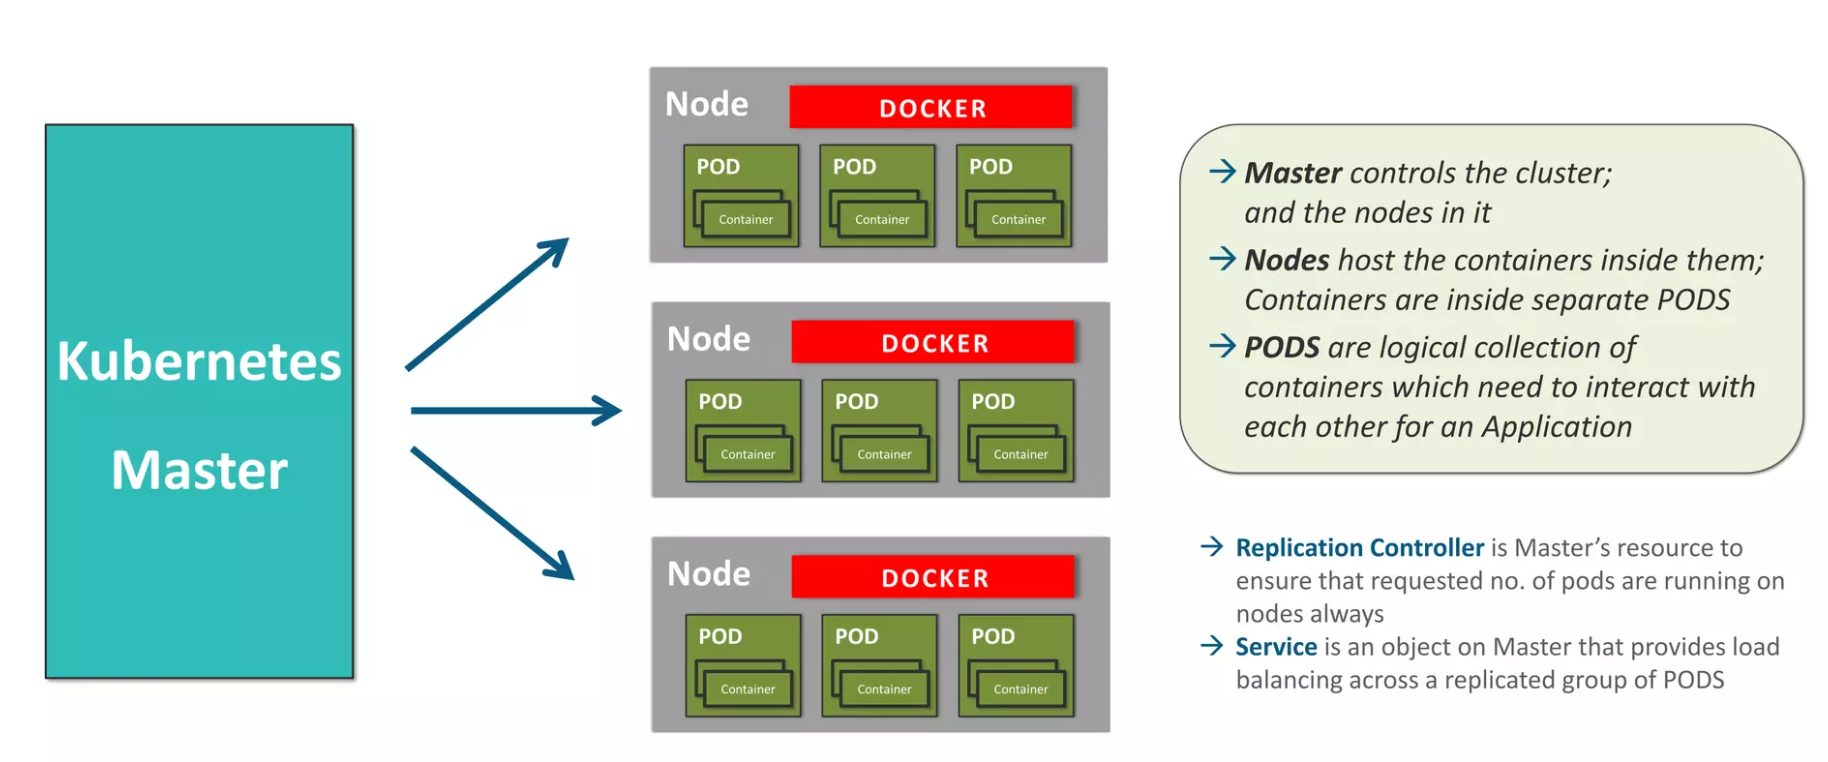 Kubernetes
Master
Node
DOCKER
POD
Container
POD
Container
POD
Container
Node
DOCKER
POD
Container
POD
Container
POD
Container
Node
DOCKER
POD
Container
POD
Container
POD
Container
→ Master controls the cluster;
and the nodes in it
→ Nodes host the containers inside them;
Containers are inside separate PODS
→ PODS are logical collection of
containers which need to interact with
each other for an Application
→ Replication Controller is Master’s resource to
ensure that requested no. of pods are running on
nodes always
→ Service is an object on Master that provides load
balancing across a replicated group of PODS